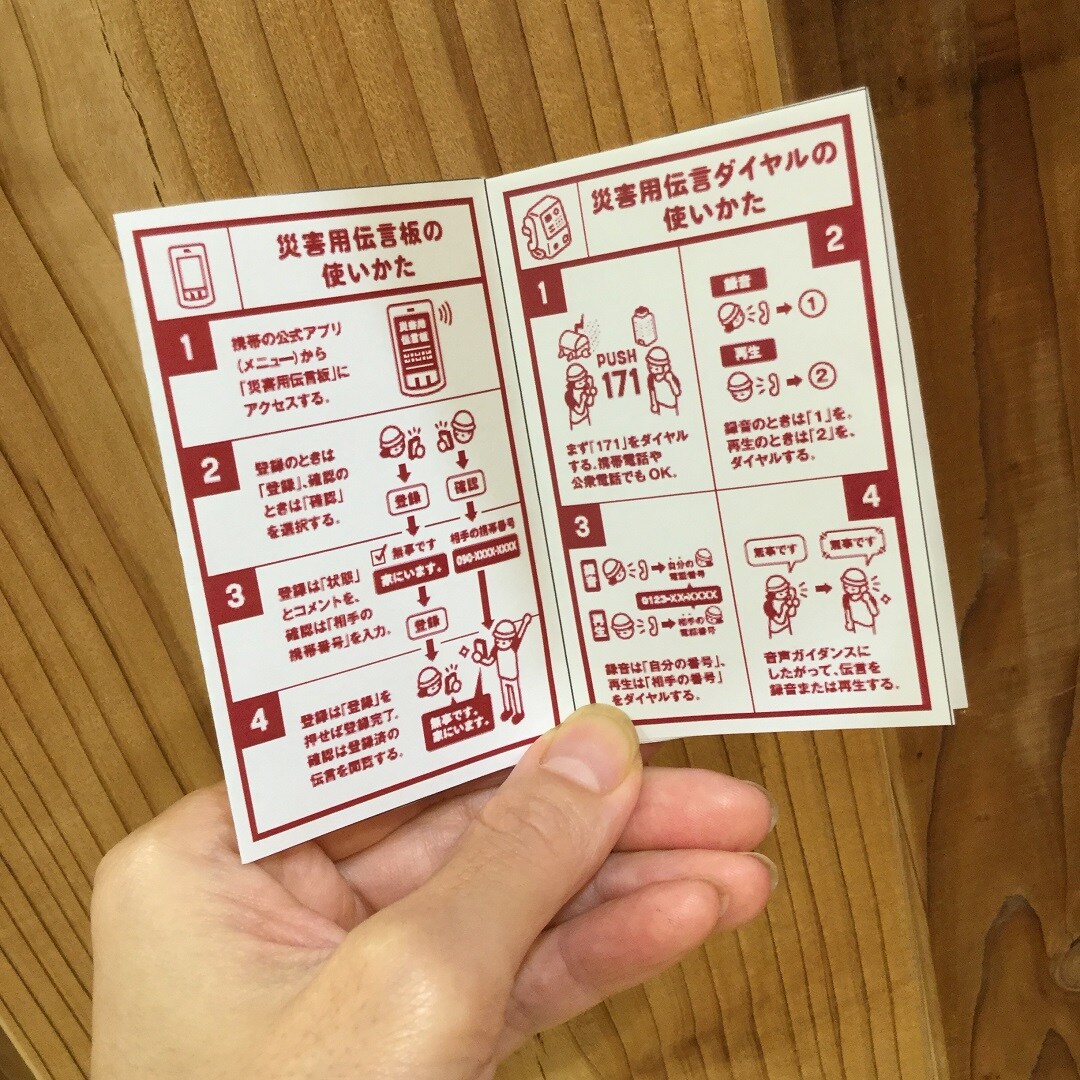 災害用伝言板の
使いかた
1
携帯の公式アプリ
(メニュー)から
「災害用伝言板」に
アクセスする。
災害用
伝言板
2
登録のときは
「登録」、確認の
ときは「確認」
を選択する。
登録
確認
3
登録は「状態」
とコメントを、
確認は「相手の
携帯番号」を入力。
無事です
家にいます。
相手の携帯番号
090-XXXX-XXXX
登録
4
登録は「登録」を
押せば登録完了。
確認は登録済の
伝言を閲覧する。
無事です。
家にいます。
災害用伝言ダイヤルの
使いかた
1
PUSH
171
まず「171」をダイヤル
する。携帯電話や
公衆電話でもOK。
2
録音
①
再生
②
録音のときは「1」を。
再生のときは「2」を、
ダイヤルする。
3
録音
自分の
電話番号
0123-XX-XXXX
再生
相手の
電話番号
録音は「自分の番号」、
再生は「相手の番号」
をダイヤルする。
4
無事です
無事です
音声ガイダンスに
したがって、伝言を
録音または再生する。